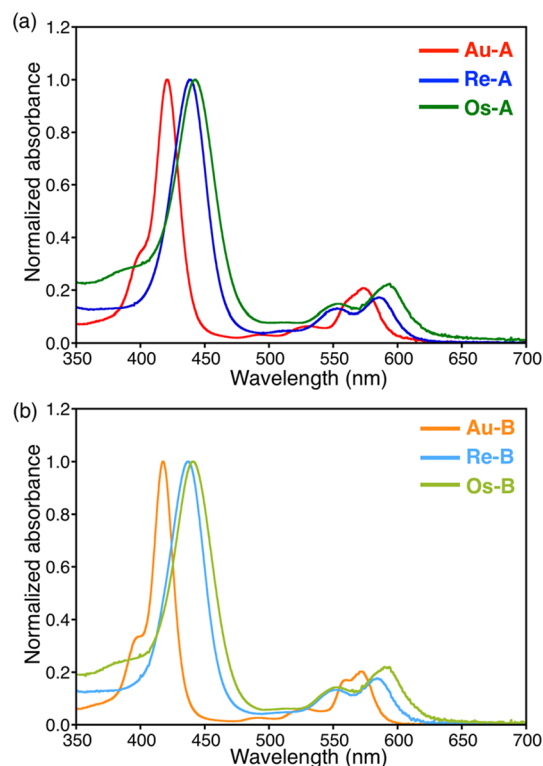 (a)
1.2
1.0
0.8
0.6
0.4
0.2
0.0
Normalized absorbance
Au-A
Re-A
Os-A
350 400 450 500 550 600 650 700
Wavelength (nm)
(b)
1.2
1.0
0.8
0.6
0.4
0.2
0.0
Normalized absorbance
Au-B
Re-B
Os-B
350 400 450 500 550 600 650 700
Wavelength (nm)